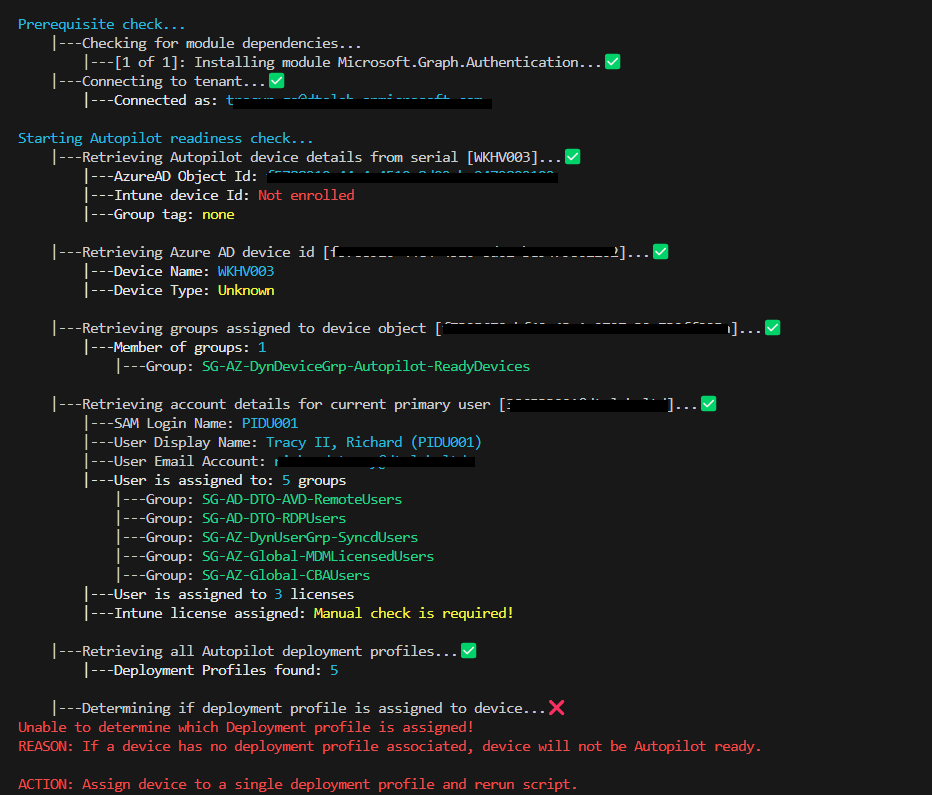 Prerequisite check...
|---Checking for module dependencies...
|---[1 of 1]: Installing module Microsoft.Graph.Authentication...✅
|---Connecting to tenant...✅
|---Connected as:
Starting Autopilot readiness check...
|---Retrieving Autopilot device details from serial [WKHV003]...✅
|---AzureAD Object Id:
|---Intune device Id: Not enrolled
|---Group tag: none
|---Retrieving Azure AD device id [ ]...✅
|---Device Name: WKHV003
|---Device Type: Unknown
|---Retrieving groups assigned to device object [ ]...✅
|---Member of groups: 1
|---Group: SG-AZ-DynDeviceGrp-Autopilot-ReadyDevices
|---Retrieving account details for current primary user [ ]...✅
|---SAM Login Name: PIDU001
|---User Display Name: Tracy II, Richard (PIDU001)
|---User Email Account:
|---User is assigned to: 5 groups
|---Group: SG-AD-DTO-AVD-RemoteUsers
|---Group: SG-AD-DTO-RDPUsers
|---Group: SG-AZ-DynUserGrp-SyncdUsers
|---Group: SG-AZ-Global-MDMLicensedUsers
|---Group: SG-AZ-Global-CBAUsers
|---User is assigned to 3 licenses
|---Intune license assigned: Manual check is required!
|---Retrieving all Autopilot deployment profiles...✅
|---Deployment Profiles found: 5
|---Determining if deployment profile is assigned to device...❌
Unable to determine which Deployment profile is assigned!
REASON: If a device has no deployment profile associated, device will not be Autopilot ready.
ACTION: Assign device to a single deployment profile and rerun script.